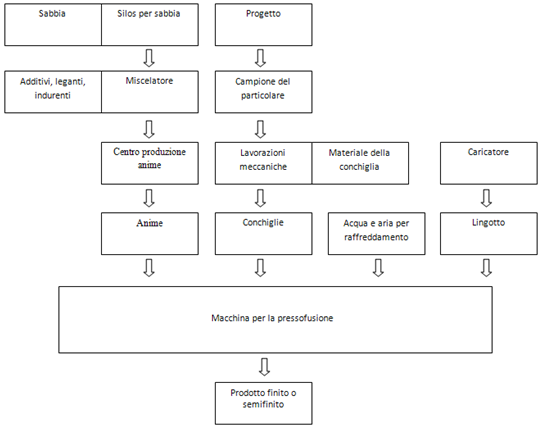 Sabbia
Silos per sabbia
Progetto
Additivi, leganti,
indurenti
Miscelatore
Campione del
particolare
Centro produzione
anime
Lavorazioni
meccaniche
Materiale della
conchiglia
Caricatore
Anime
Conchiglie
Acqua e aria per
raffreddamento
Lingotto
Macchina per la pressofusione
Prodotto finito o
semifinito